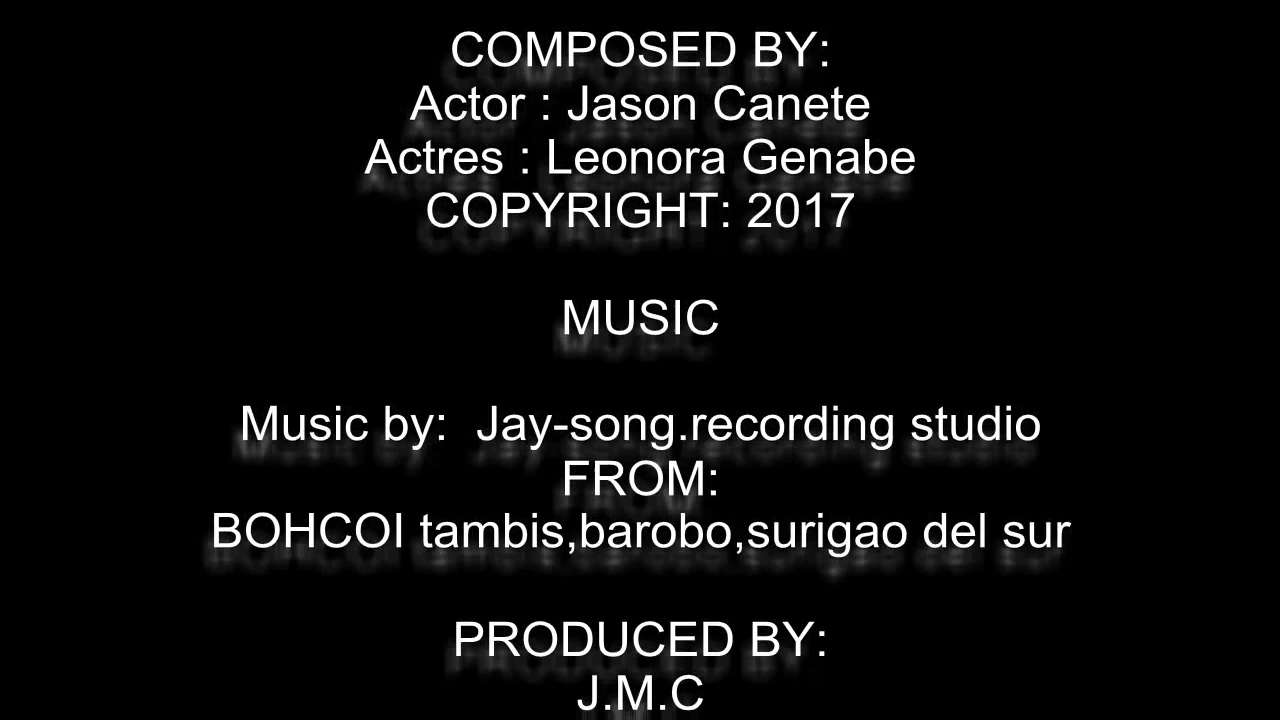 COMPOSED BY:
Actor : Jason Canete
Actres : Leonora Genabe
COPYRIGHT: 2017
MUSIC
Music by:  Jay-song.recording studio
FROM:
BOHCOI tambis,barobo,surigao del sur
PRODUCED BY:
J.M.C